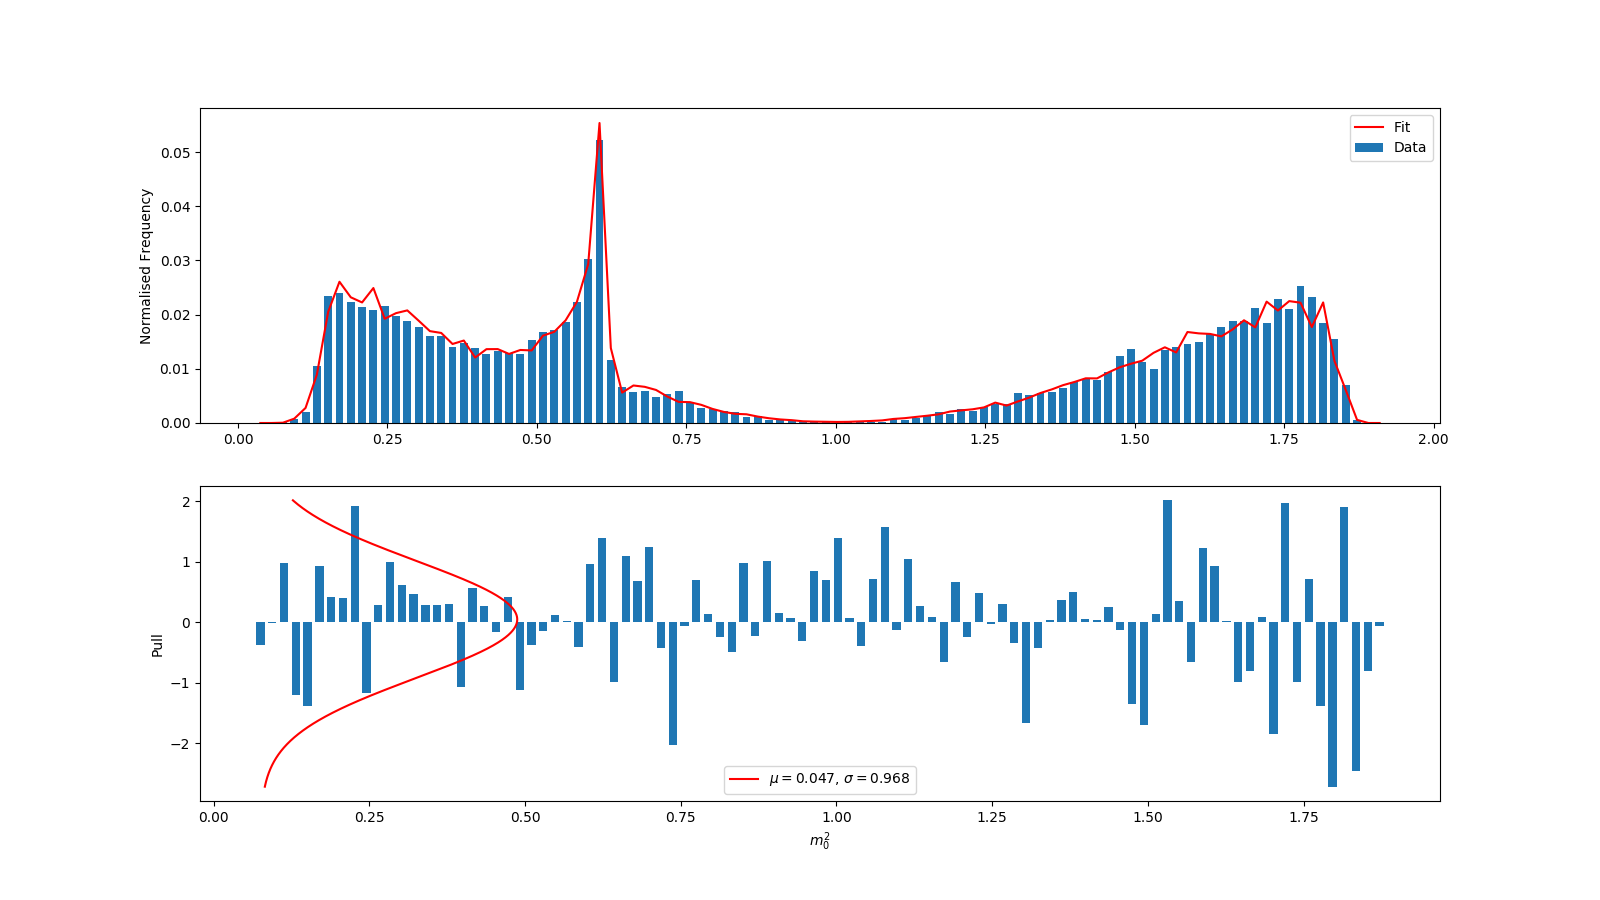 Normalised Frequency
0.05
0.04
0.03
0.02
0.01
0.00
Fit
Data
0.00 0.25 0.50 0.75 1.00 1.25 1.50 1.75 2.00
Pull
2
1
0
−1
−2
μ = 0.047, σ = 0.968
0.00 0.25 0.50 0.75 1.00 1.25 1.50 1.75
$m_0^2$